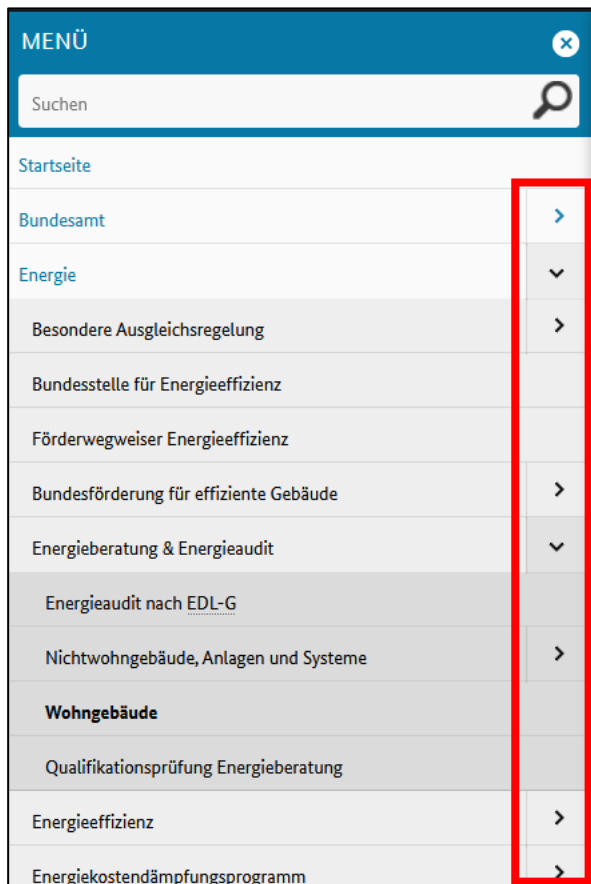 MENÜ
Suchen
Startseite
Bundesamt
Energie
Besondere Ausgleichsregelung
Bundesstelle für Energieeffizienz
Förderwegweiser Energieeffizienz
Bundesförderung für effiziente Gebäude
Energieberatung & Energieaudit
Energieaudit nach EDL-G
Nichtwohngebäude, Anlagen und Systeme
Wohngebäude
Qualifikationsprüfung Energieberatung
Energieeffizienz
Energiekostendämpfungsprogramm